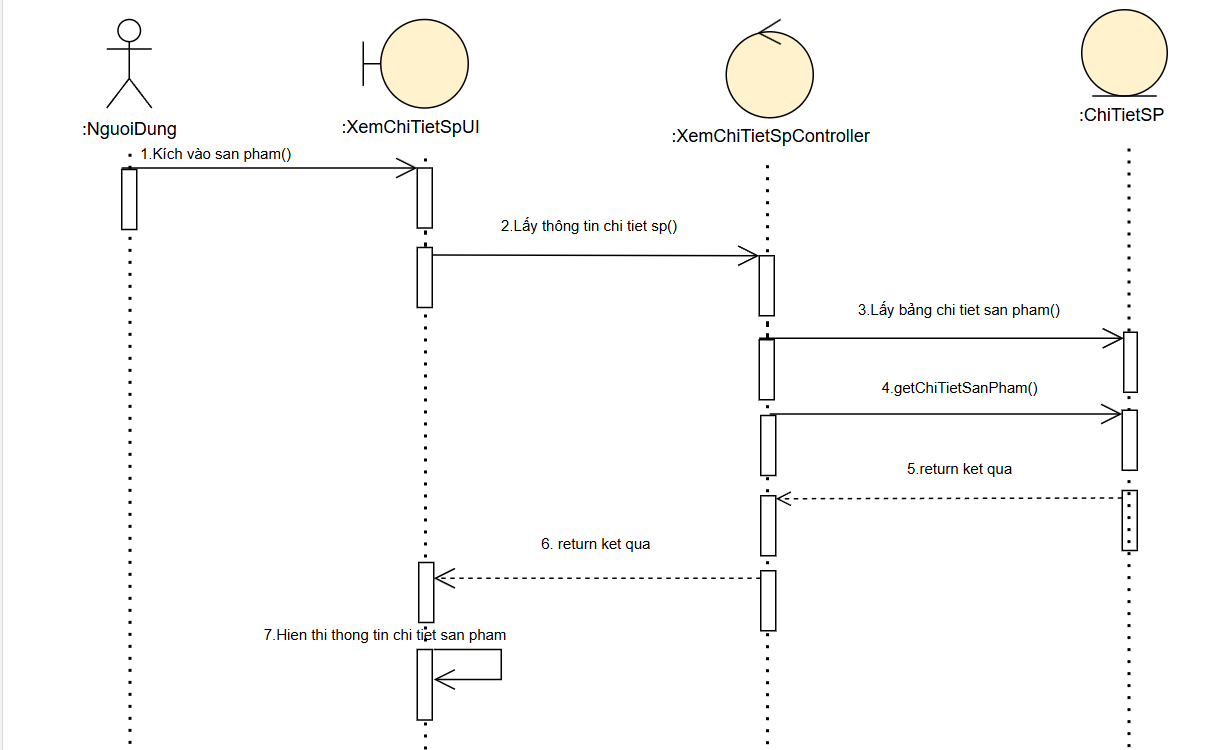 :NguoiDung
:XemChiTietSpUI
:XemChiTietSpController
:ChiTietSP
1.Kích vào san pham()
2.Lấy thông tin chi tiet sp()
3.Lấy bảng chi tiet san pham()
4.getChiTietSanPham()
5.return ket qua
6. return ket qua
7.Hien thi thong tin chi tiet san pham